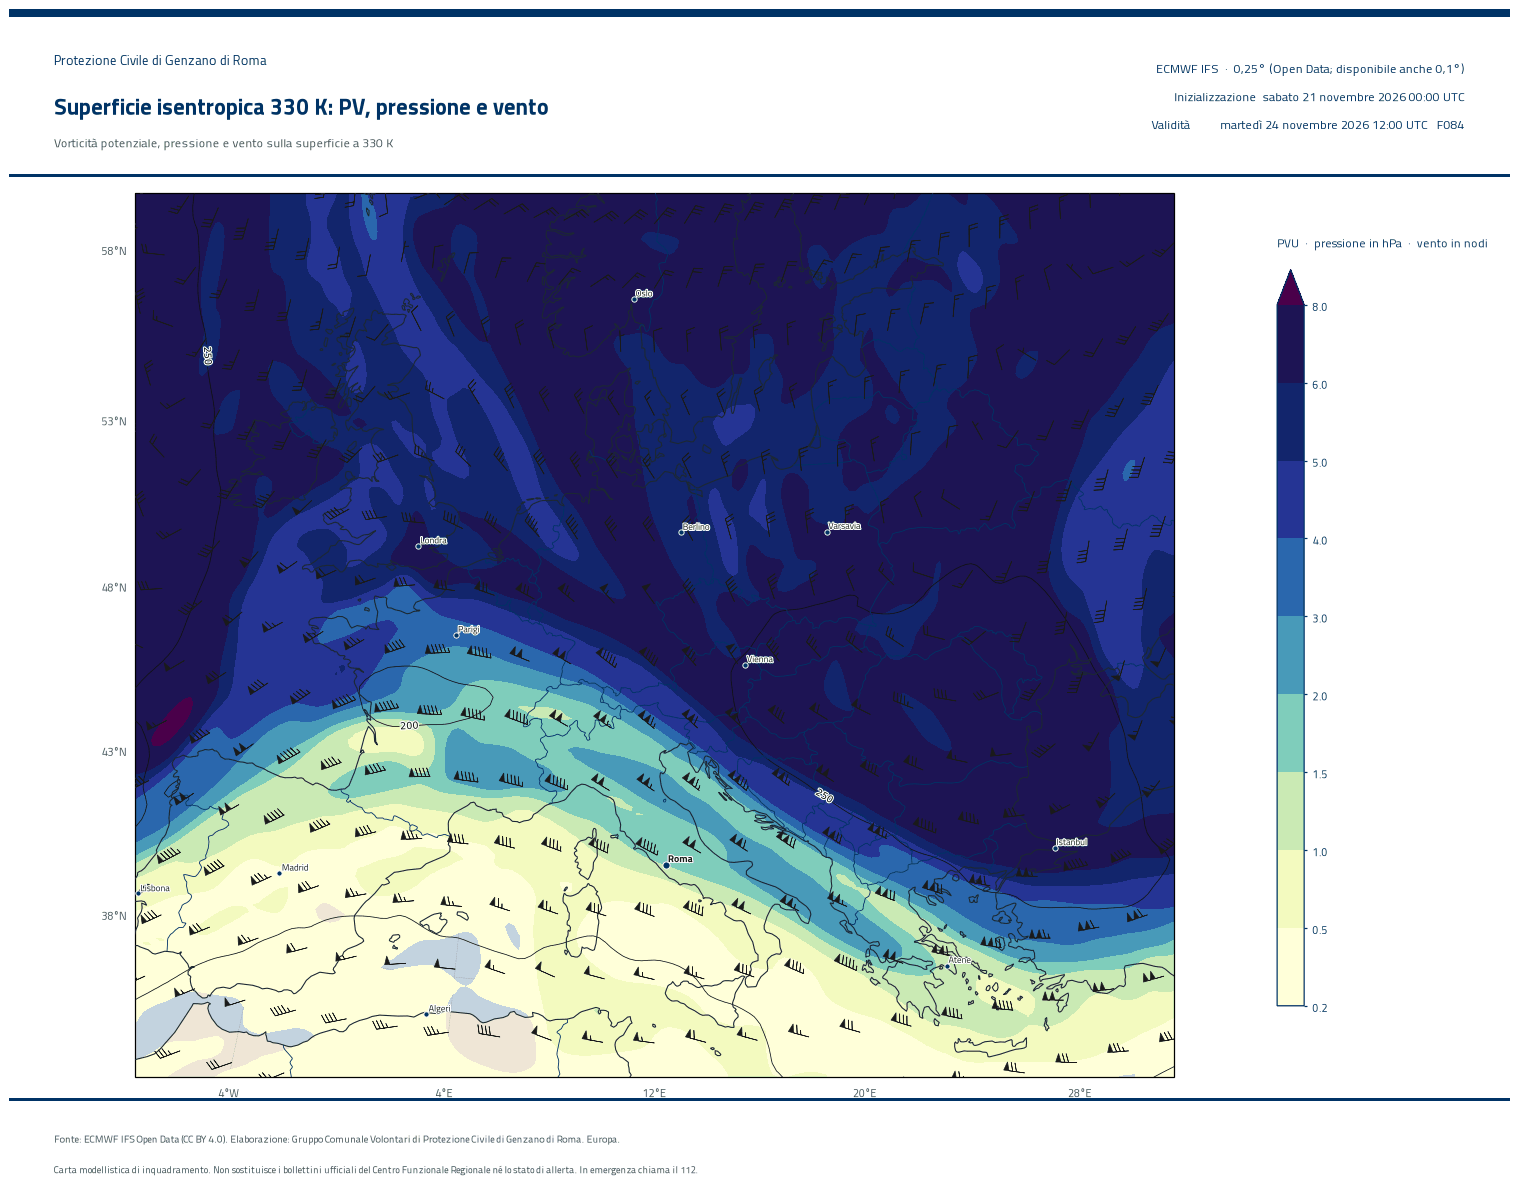 Protezione Civile di Genzano di Roma
Superficie isentropica 330 K: PV, pressione e vento
Vorticità potenziale, pressione e vento sulla superficie a 330 K
ECMWF IFS · 0,25° (Open Data; disponibile anche 0,1°)
Inizializzazione sabato 21 novembre 2026 00:00 UTC
Validità martedì 24 novembre 2026 12:00 UTC F084
PVU · pressione in hPa · vento in nodi
58°N
53°N
48°N
43°N
38°N
4°W
4°E
12°E
20°E
28°E
Oslo
250
Londra
Berlino
Varsavia
Parigi
Vienna
200
250
Istanbul
Roma
Madrid
Lisbona
Atene
Algeri
8.0
6.0
5.0
4.0
3.0
2.0
1.5
1.0
0.5
0.2
Fonte: ECMWF IFS Open Data (CC BY 4.0). Elaborazione: Gruppo Comunale Volontari di Protezione Civile di Genzano di Roma. Europa.
Carta modellistica di inquadramento. Non sostituisce i bollettini ufficiali del Centro Funzionale Regionale né lo stato di allerta. In emergenza chiama il 112.